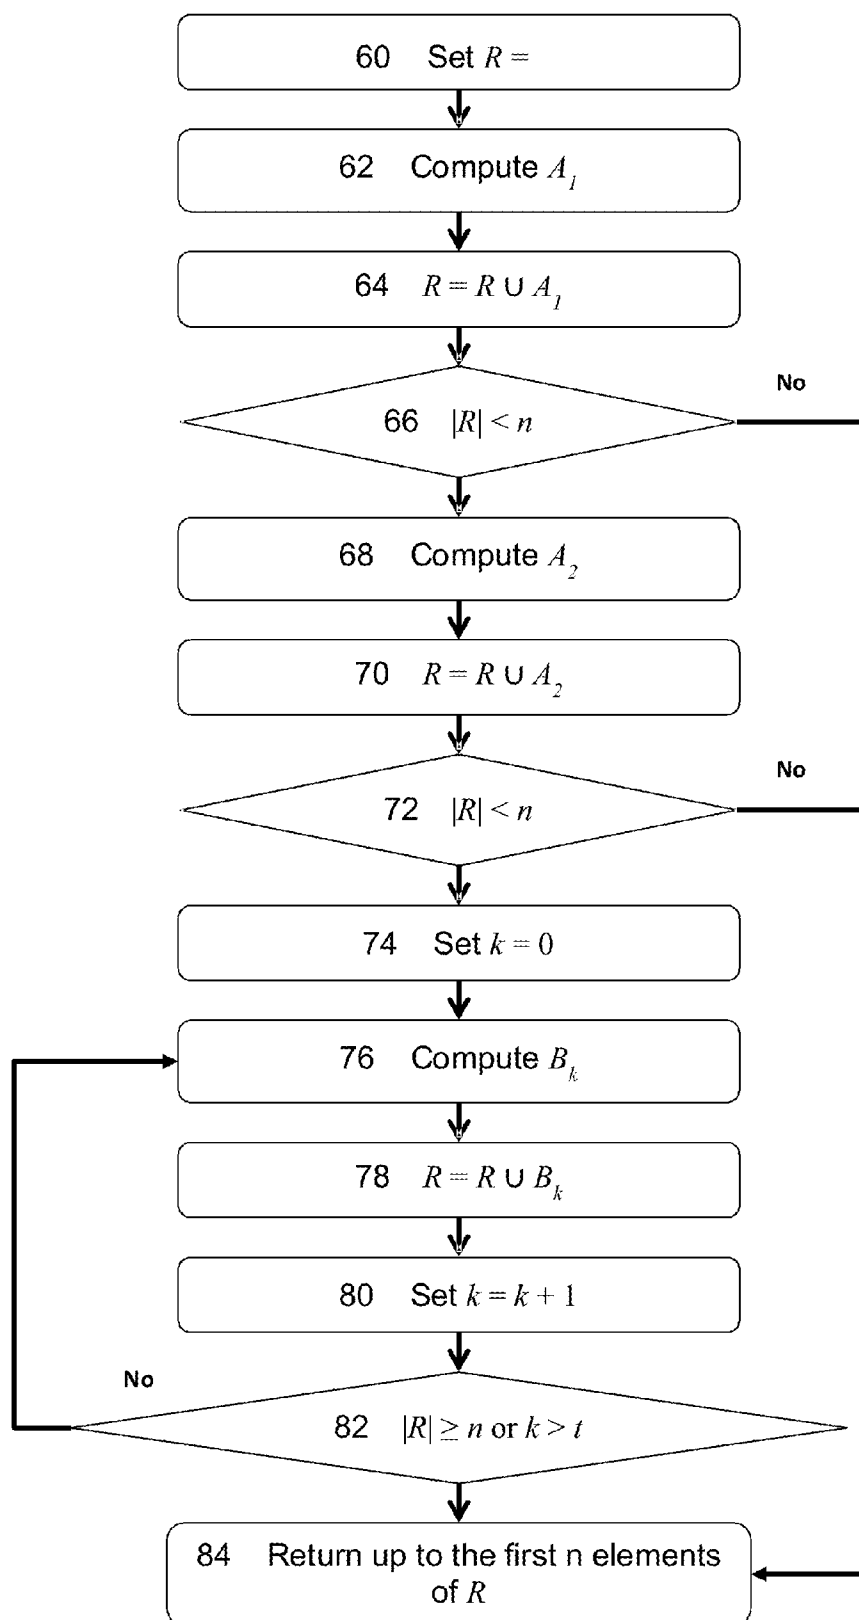 60 Set R =
62 Compute A₁
64 R = R ∪ A₁
No
66 |R| < n
68 Compute A₂
70 R = R ∪ A₂
No
72 |R| < n
74 Set k = 0
76 Compute Bₖ
78 R = R ∪ Bₖ
80 Set k = k + 1
No
82 |R| ≥ n or k > t
84 Return up to the first n elements
of R